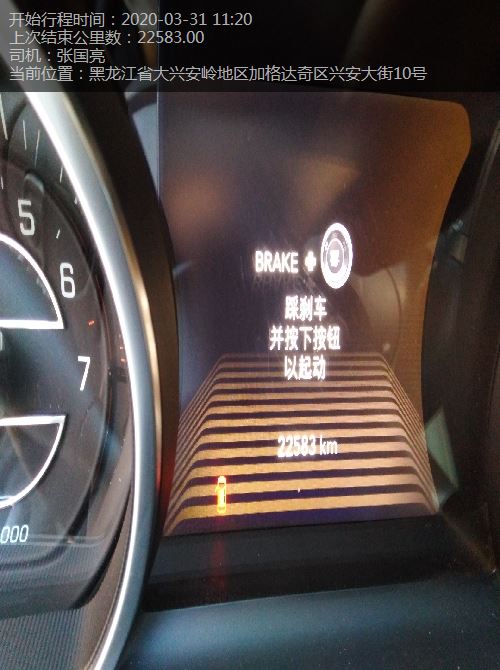 开始行程时间：2020-03-31 11:20
上次结束公里数：22583.00
司机：张国亮
当前位置：黑龙江省大兴安岭地区加格达奇区兴安大街10号
5
6
7
BRAKE +
踩刹车
并按下按钮
以起动
22583 km
000